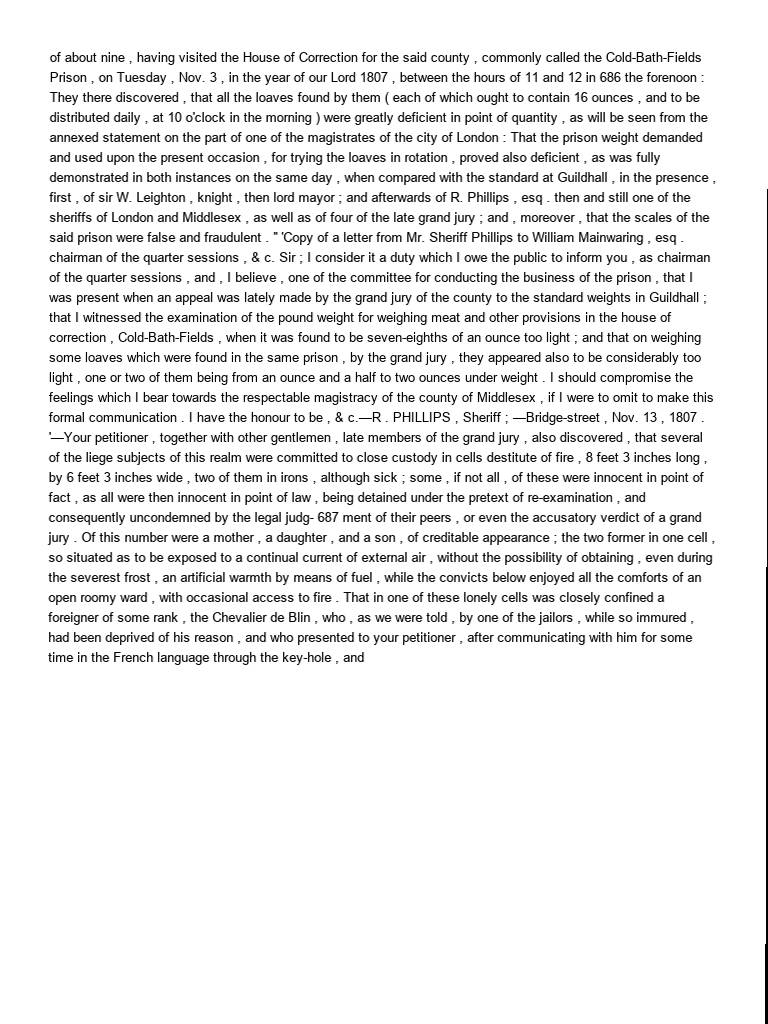 of about nine , having visited the House of Correction for the said county , commonly called the Cold-Bath-Fields
Prison , on Tuesday , Nov. 3 , in the year of our Lord 1807 , between the hours of 11 and 12 in 686 the forenoon :
They there discovered , that all the loaves found by them ( each of which ought to contain 16 ounces , and to be
distributed daily , at 10 o'clock in the morning ) were greatly deficient in point of quantity , as will be seen from the
annexed statement on the part of one of the magistrates of the city of London : That the prison weight demanded
and used upon the present occasion , for trying the loaves in rotation , proved also deficient , as was fully
demonstrated in both instances on the same day , when compared with the standard at Guildhall , in the presence ,
first , of sir W. Leighton , knight , then lord mayor ; and afterwards of R. Phillips , esq . then and still one of the
sheriffs of London and Middlesex , as well as of four of the late grand jury ; and , moreover , that the scales of the
said prison were false and fraudulent . " 'Copy of a letter from Mr. Sheriff Phillips to William Mainwaring , esq .
chairman of the quarter sessions , & c. Sir ; I consider it a duty which I owe the public to inform you , as chairman
of the quarter sessions , and , I believe , one of the committee for conducting the business of the prison , that I
was present when an appeal was lately made by the grand jury of the county to the standard weights in Guildhall ;
that I witnessed the examination of the pound weight for weighing meat and other provisions in the house of
correction , Cold-Bath-Fields , when it was found to be seven-eighths of an ounce too light ; and that on weighing
some loaves which were found in the same prison , by the grand jury , they appeared also to be considerably too
light , one or two of them being from an ounce and a half to two ounces under weight . I should compromise the
feelings which I bear towards the respectable magistracy of the county of Middlesex , if I were to omit to make this
formal communication . I have the honour to be , & c.—R . PHILLIPS , Sheriff ; —Bridge-street , Nov. 13 , 1807 .
'—Your petitioner , together with other gentlemen , late members of the grand jury , also discovered , that several
of the liege subjects of this realm were committed to close custody in cells destitute of fire , 8 feet 3 inches long ,
by 6 feet 3 inches wide , two of them in irons , although sick ; some , if not all , of these were innocent in point of
fact , as all were then innocent in point of law , being detained under the pretext of re-examination , and
consequently uncondemned by the legal judg- 687 ment of their peers , or even the accusatory verdict of a grand
jury . Of this number were a mother , a daughter , and a son , of creditable appearance ; the two former in one cell ,
so situated as to be exposed to a continual current of external air , without the possibility of obtaining , even during
the severest frost , an artificial warmth by means of fuel , while the convicts below enjoyed all the comforts of an
open roomy ward , with occasional access to fire . That in one of these lonely cells was closely confined a
foreigner of some rank , the Chevalier de Blin , who , as we were told , by one of the jailors , while so immured ,
had been deprived of his reason , and who presented to your petitioner , after communicating with him for some
time in the French language through the key-hole , and